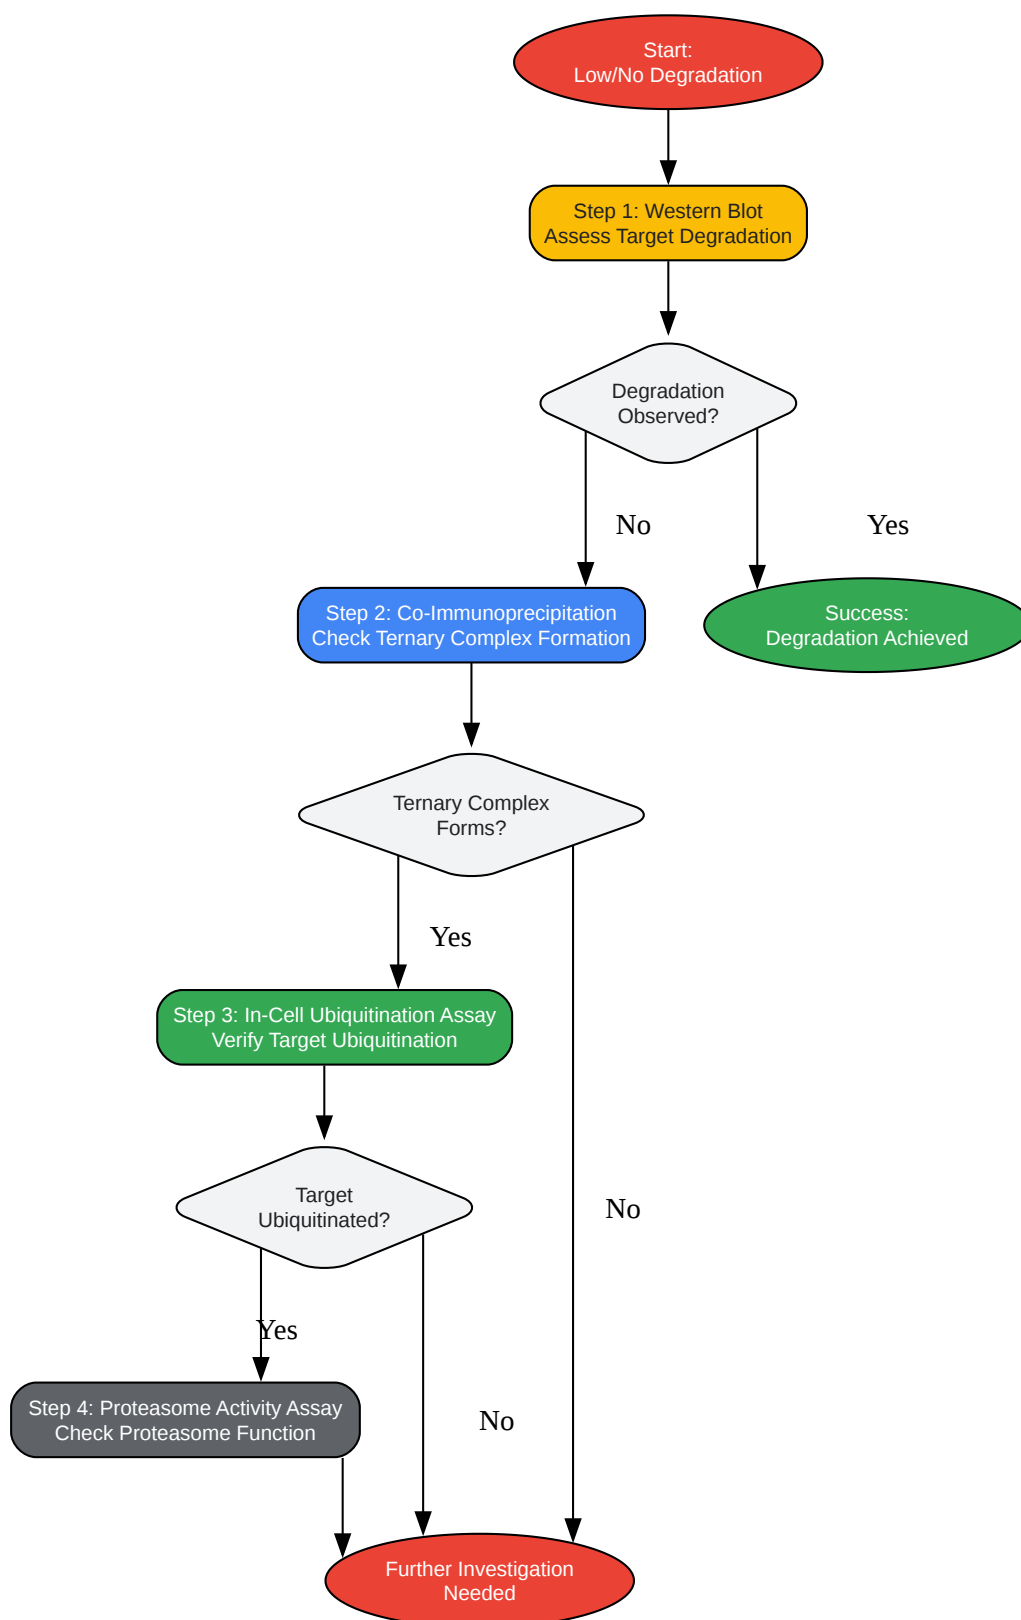 Start:
Low/No Degradation
Step 1: Western Blot
Assess Target Degradation
Degradation
Observed?
No
Yes
Step 2: Co-Immunoprecipitation
Check Ternary Complex Formation
Success:
Degradation Achieved
Ternary Complex
Forms?
Yes
Step 3: In-Cell Ubiquitination Assay
Verify Target Ubiquitination
Target
Ubiquitinated?
No
Yes
Step 4: Proteasome Activity Assay
Check Proteasome Function
No
Further Investigation
Needed